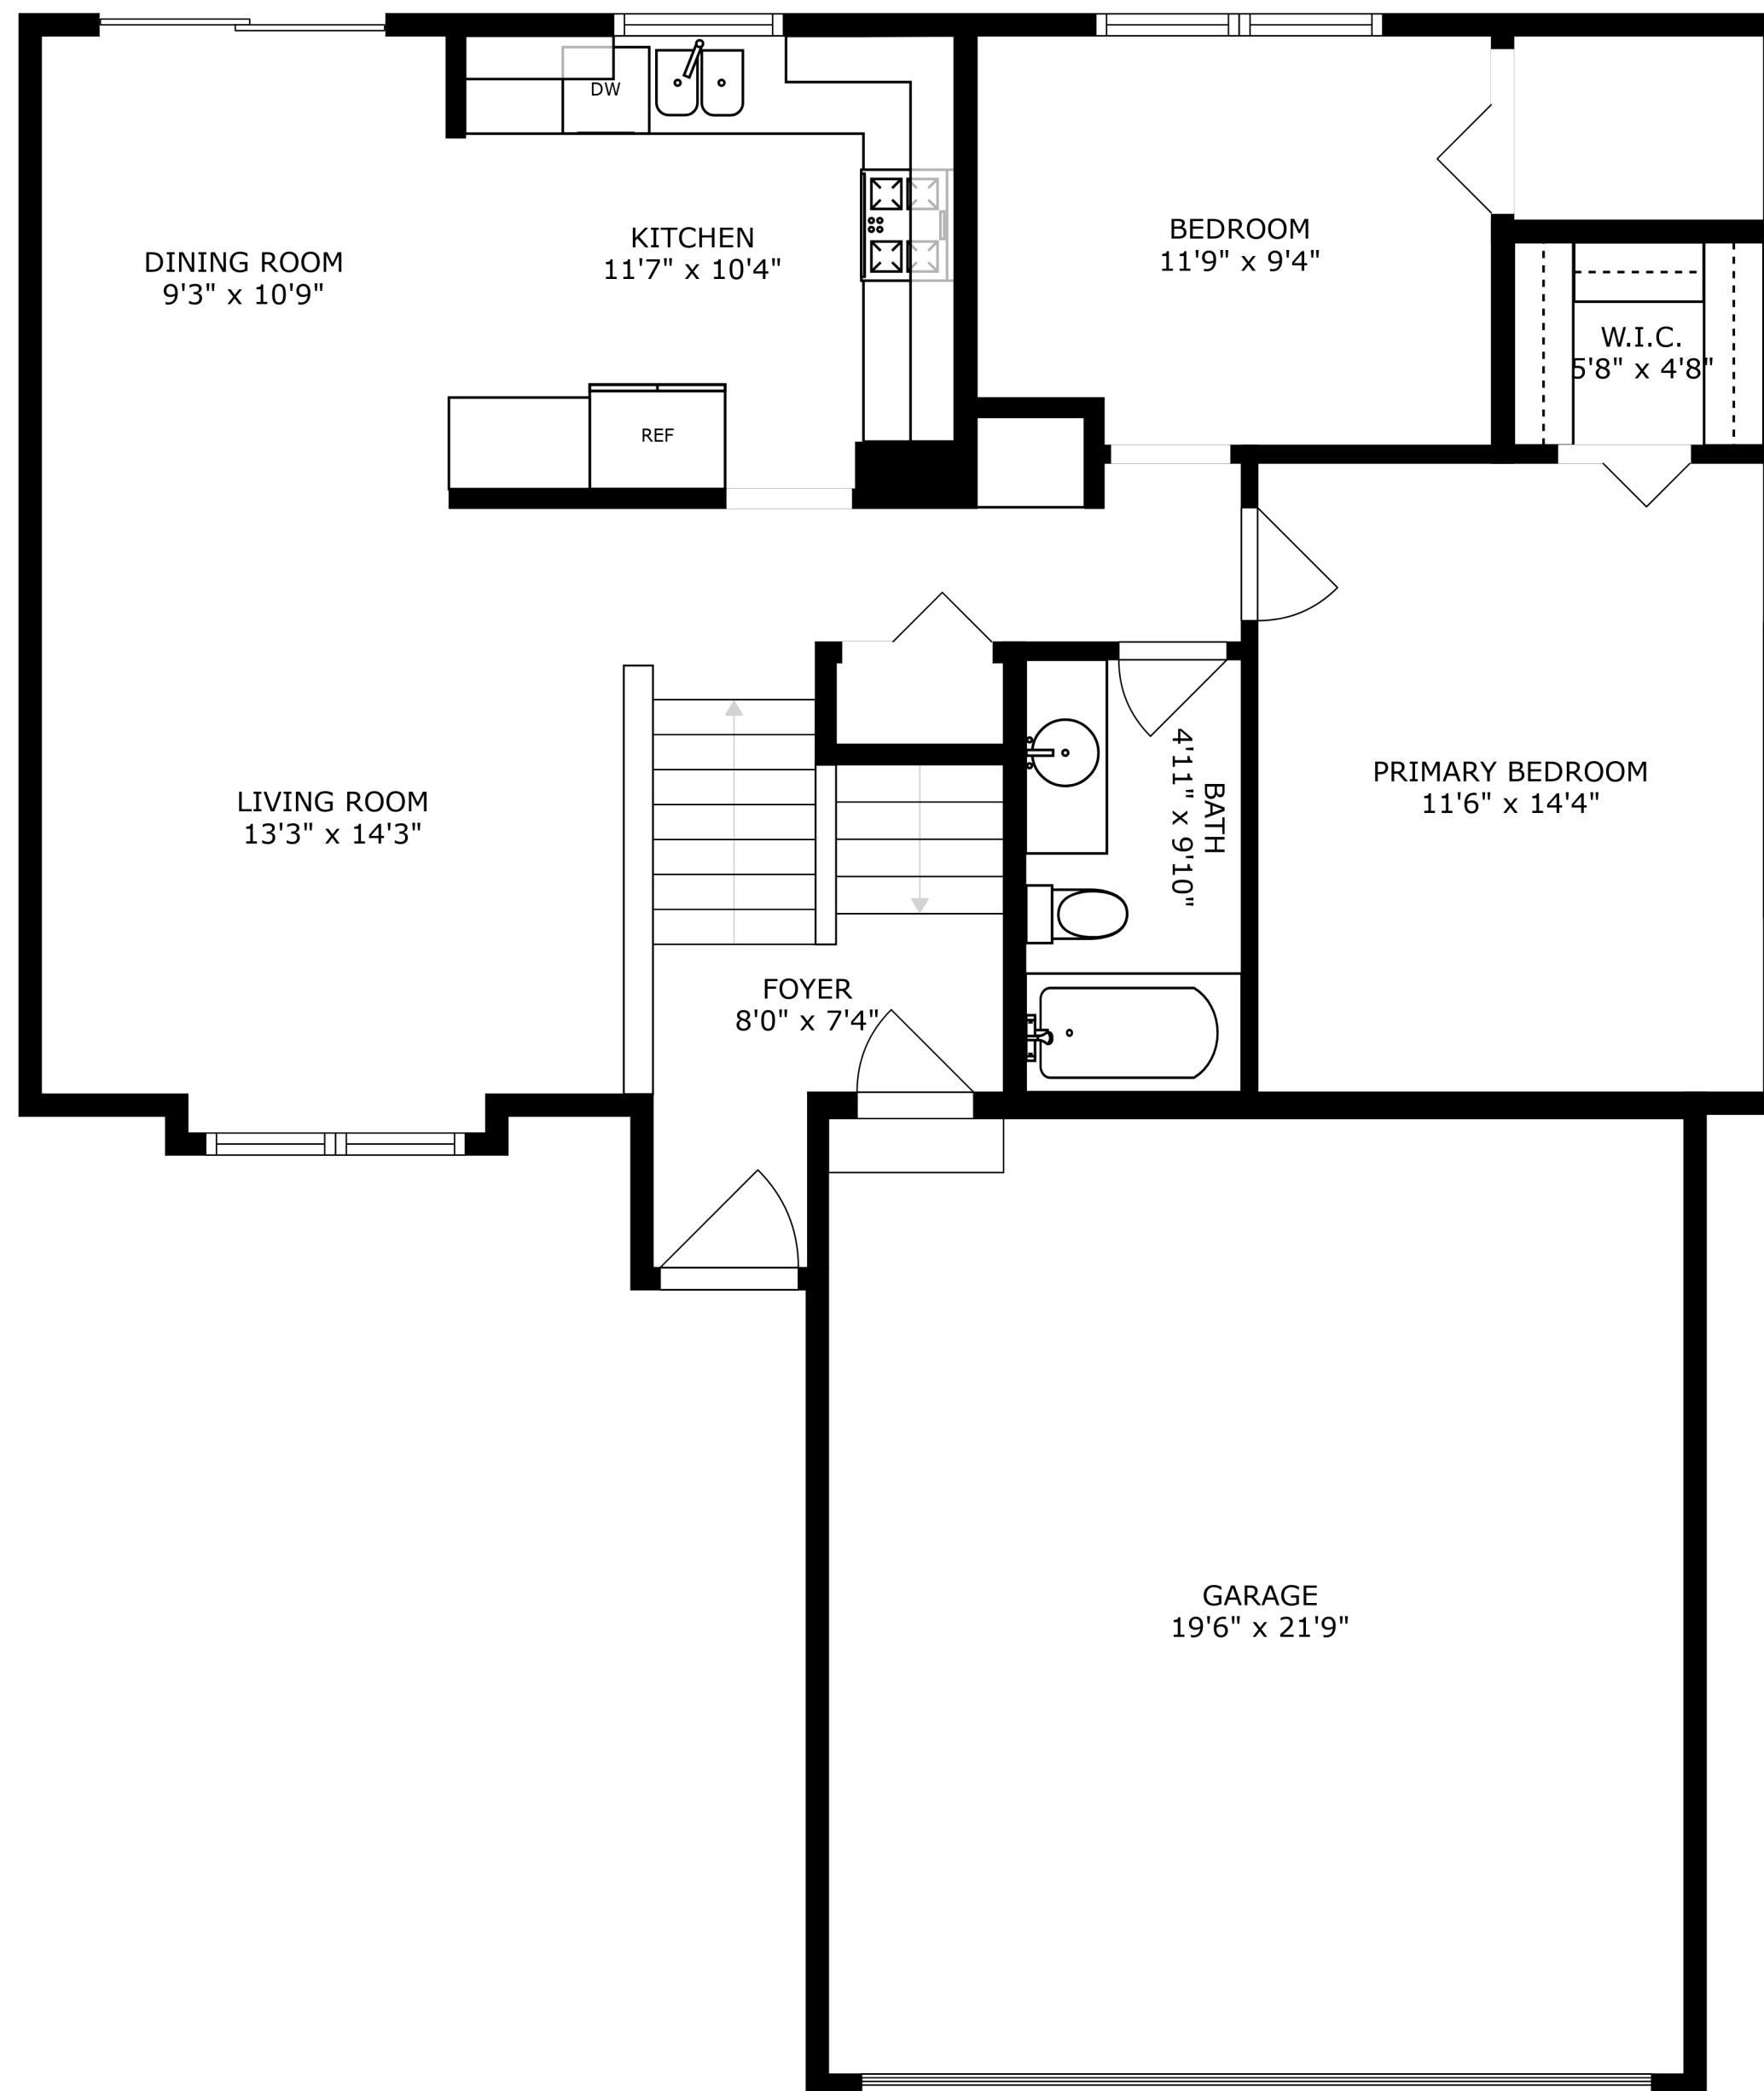 DW
KITCHEN
11'7" x 10'4"
BEDROOM
11'9" x 9'4"
DINING ROOM
9'3" x 10'9"
W.I.C.
5'8" x 4'8"
REF
LIVING ROOM
13'3" x 14'3"
BATH
4'11" x 9'10"
PRIMARY BEDROOM
11'6" x 14'4"
FOYER
8'0" x 7'4"
GARAGE
19'6" x 21'9"